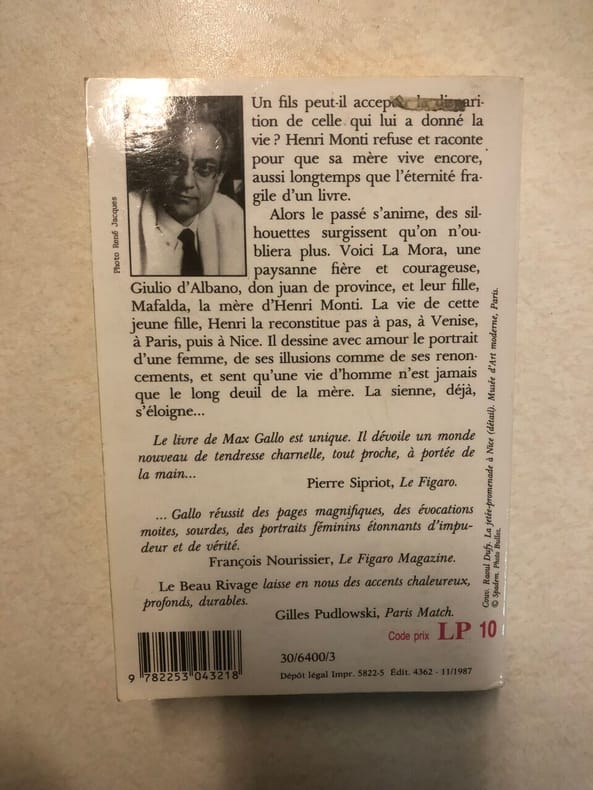 Un fils peut-il accepter la dispari-
tion de celle qui lui a donné la
vie ? Henri Monti refuse et raconte
pour que sa mère vive encore,
aussi longtemps que l'éternité fra-
gile d'un livre.
Alors le passé s'anime, des sil-
houettes surgissent qu'on n'ou-
bliera plus. Voici La Mora, une
paysanne fière et courageuse,
Giulio d'Albano, don juan de province, et leur fille,
Mafalda, la mère d'Henri Monti. La vie de cette
jeune fille, Henri la reconstitue pas à pas, à Venise,
à Paris, puis à Nice. Il dessine avec amour le portrait
d'une femme, de ses illusions comme de ses renon-
cements, et sent qu'une vie d'homme n'est jamais
que le long deuil de la mère. La sienne, déjà,
s'éloigne...
Photo René Jacques
Le livre de Max Gallo est unique. Il dévoile un monde
nouveau de tendresse charnelle, tout proche, à portée de
la main...
Pierre Sipriot, Le Figaro.
... Gallo réussit des pages magnifiques, des évocations
moites, sourdes, des portraits féminins étonnants d'impu-
deur et de vérité.
François Nourissier, Le Figaro Magazine.
Le Beau Rivage laisse en nous des accents chaleureux,
profonds, durables.
Gilles Pudlowski, Paris Match.
Couv. Raoul Dufy. La jetée-promenade à Nice (détail). Musée d'Art moderne, Paris.
© Spadem. Photo Bulloz.
Code prix LP 10
9 782253 043218
30/6400/3
Dépôt légal Impr. 5822-5 Édit. 4362 - 11/1987